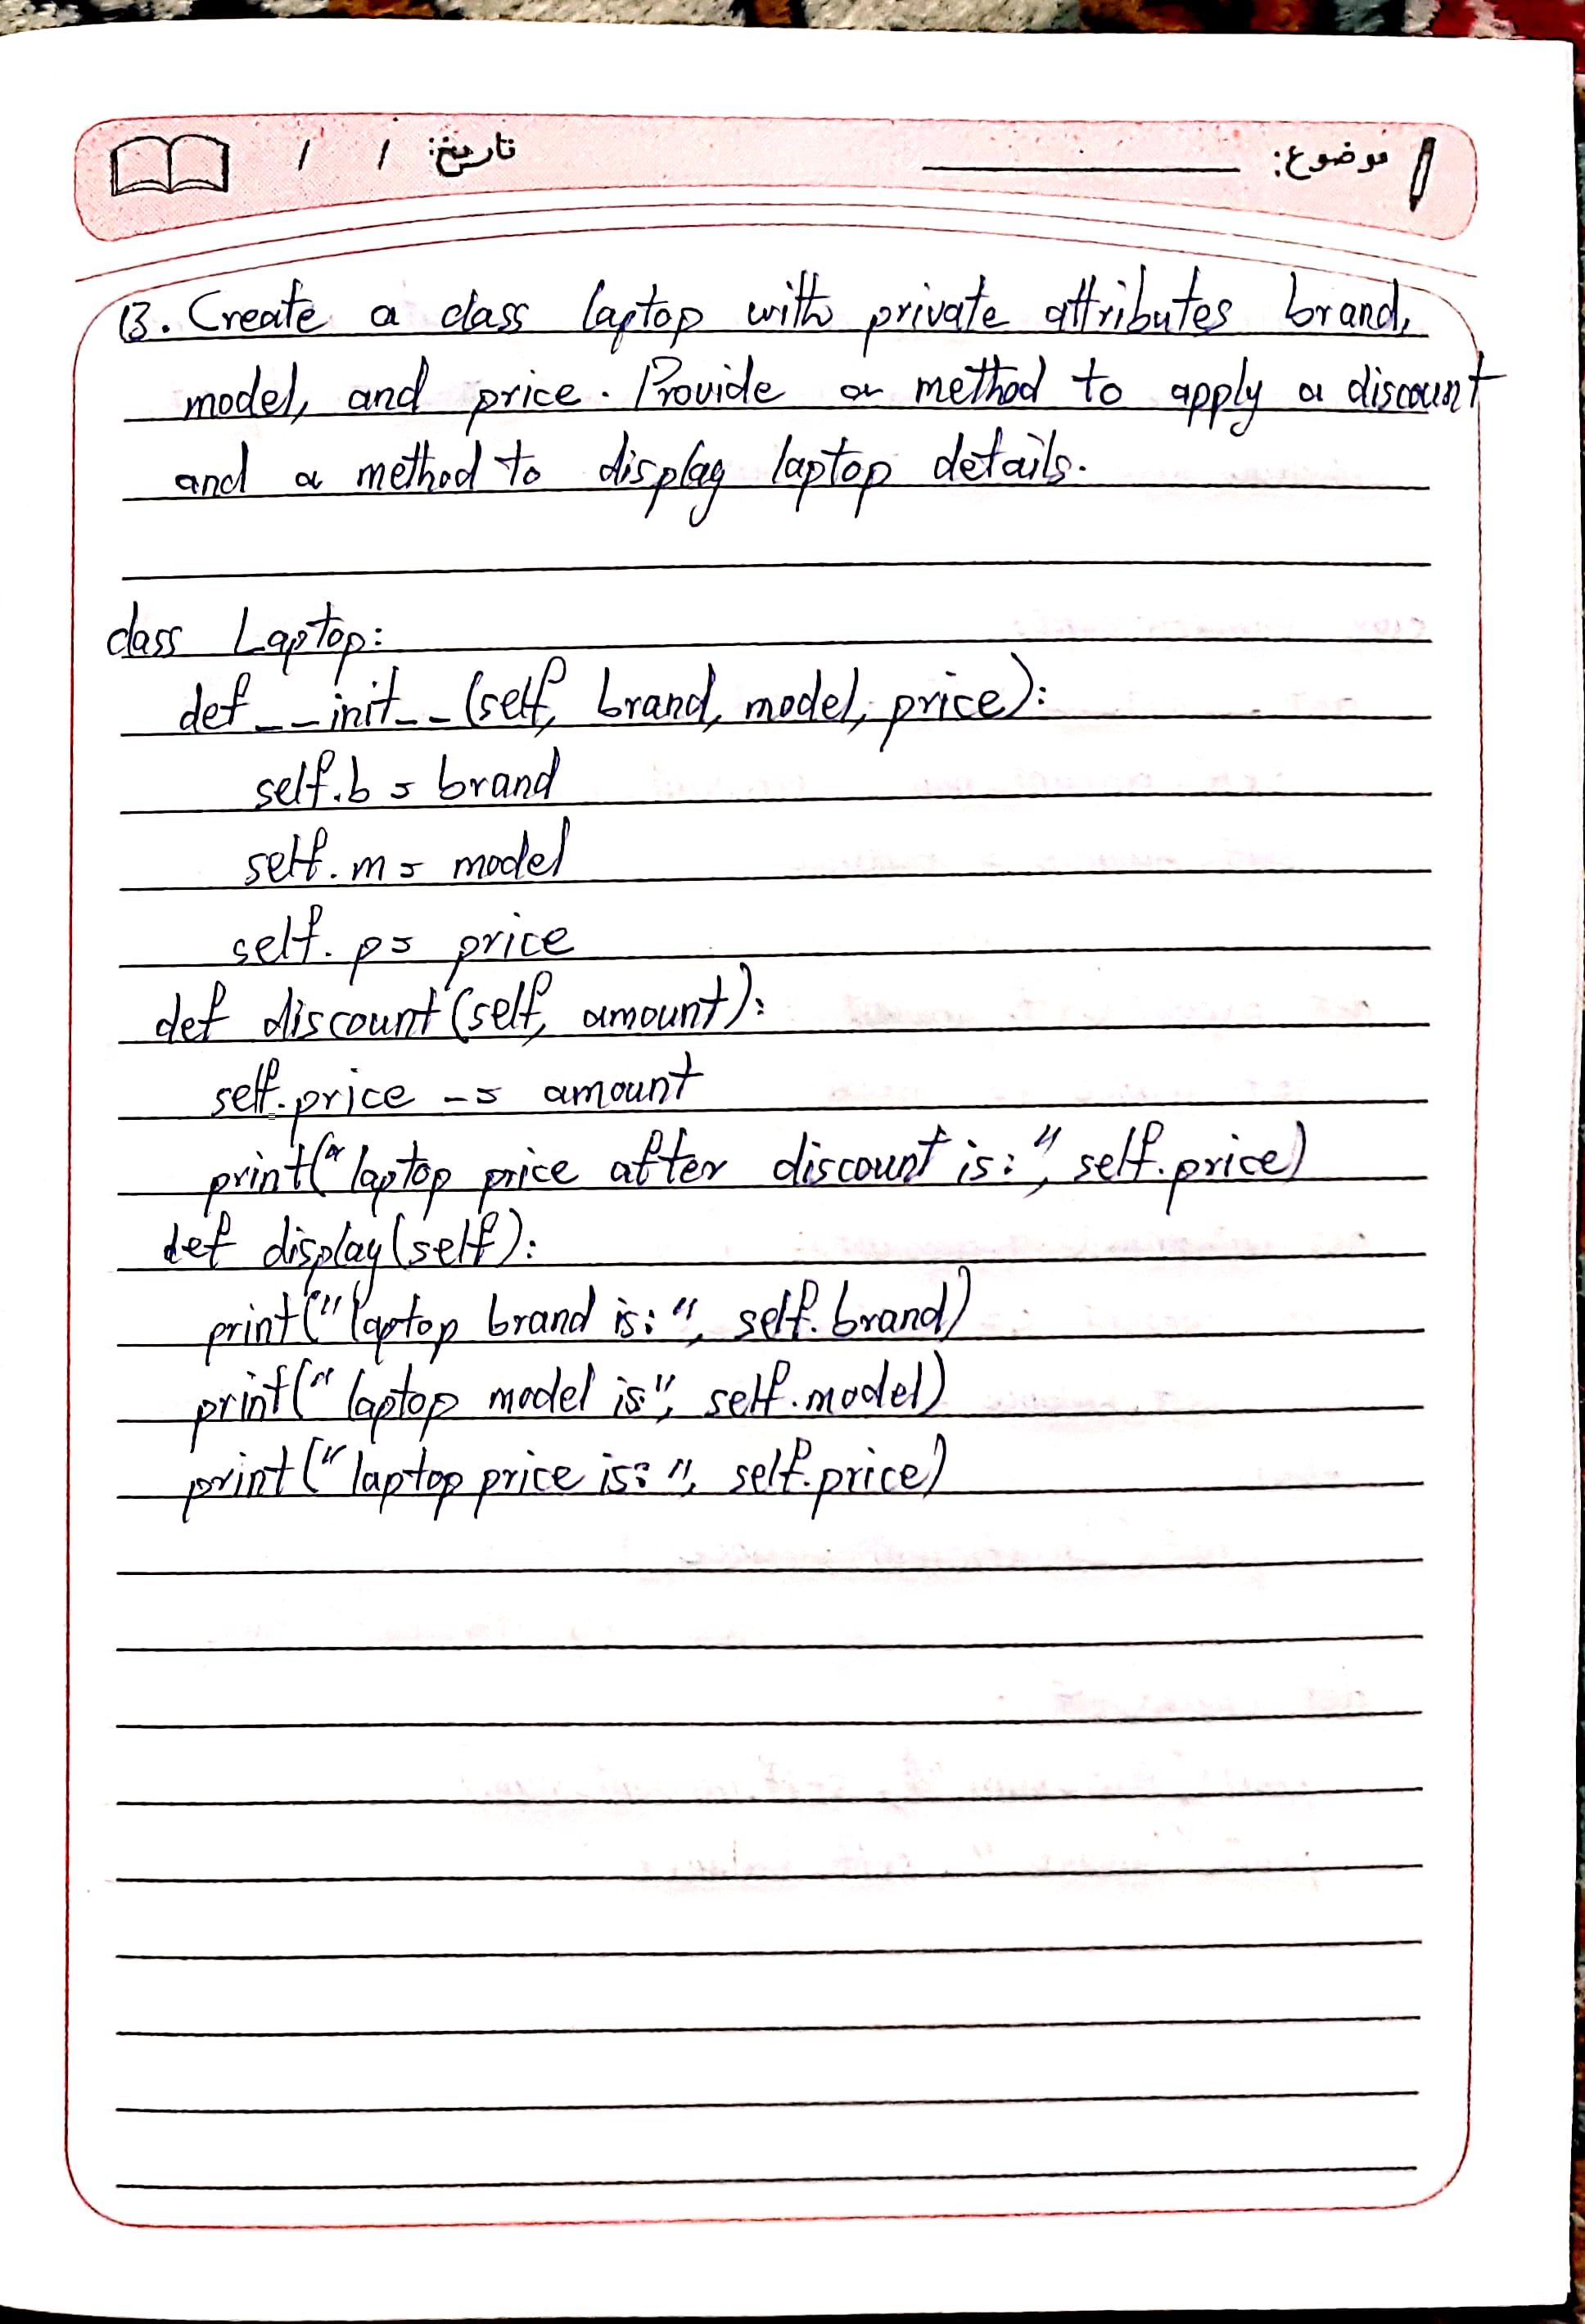 موضوع: تاریخ: / /
13. Create a class laptop with private attributes brand,
model, and price. Provide a method to apply a discount
and a method to display laptop details.
class Laptop:
def __init__(self, brand, model, price):
self.b = brand
self.m = model
self.p = price
def discount(self, amount):
self.price -= amount
print("laptop price after discount is:", self.price)
def display(self):
print("laptop brand is:", self.brand)
print("laptop model is:", self.model)
print("laptop price is:", self.price)